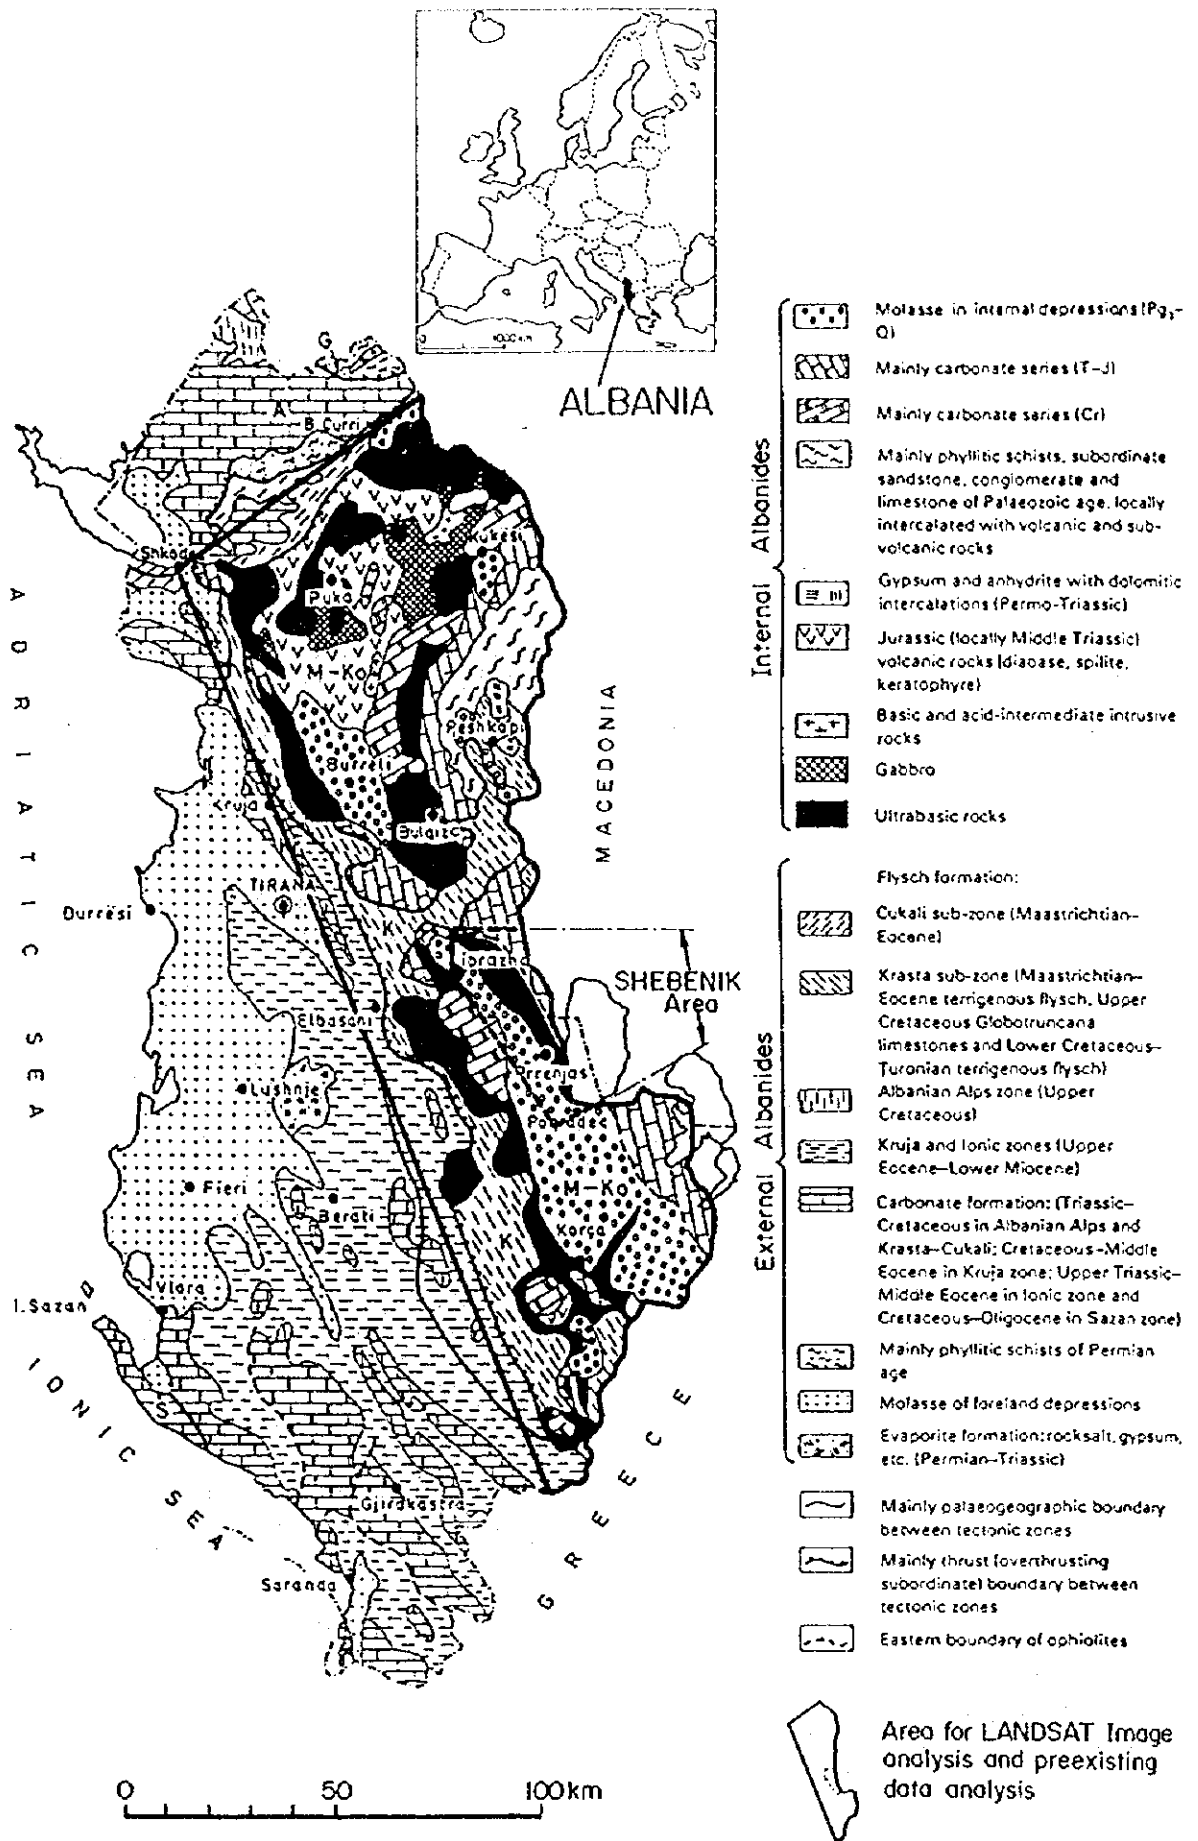 1000 km
ALBANIA
G
A
B. Curri
Shkodë
Kukësi
Puka
M-Ko
Peshkapi
Burreli
Kruja
Bulqiza
TIRANA
Durrësi
K
Librazhd
SHEBENIK
Area
Elbasani
Prrenjas
Lushnje
Pogradec
M-Ko
Fieri
Berati
Korça
K
Vlora
I. Sazan
S
Gjirokastra
Saranda
ADRIATIC SEA
IONIC SEA
MACEDONIA
GREECE
Internal Albanides
Molasse in internal depressions (Pg₃–
Q)
Mainly carbonate series (T–J)
Mainly carbonate series (Cr)
Mainly phyllitic schists, subordinate
sandstone, conglomerate and
limestone of Palaeozoic age, locally
intercalated with volcanic and sub-
volcanic rocks
Gypsum and anhydrite with dolomitic
intercalations (Permo-Triassic)
Jurassic (locally Middle Triassic)
volcanic rocks (diabase, spilite,
keratophyre)
Basic and acid-intermediate intrusive
rocks
Gabbro
Ultrabasic rocks
External Albanides
Flysch formation:
Cukali sub-zone (Maastrichtian–
Eocene)
Krasta sub-zone (Maastrichtian–
Eocene terrigenous flysch, Upper
Cretaceous Globotruncana
limestones and Lower Cretaceous–
Turonian terrigenous flysch)
Albanian Alps zone (Upper
Cretaceous)
Kruja and Ionic zones (Upper
Eocene–Lower Miocene)
Carbonate formation: (Triassic–
Cretaceous in Albanian Alps and
Krasta–Cukali; Cretaceous–Middle
Eocene in Kruja zone; Upper Triassic–
Middle Eocene in Ionic zone and
Cretaceous–Oligocene in Sazan zone)
Mainly phyllitic schists of Permian
age
Molasse of foreland depressions
Evaporite formation: rocksalt, gypsum,
etc. (Permian–Triassic)
Mainly palaeogeographic boundary
between tectonic zones
Mainly thrust (overthrusting
subordinate) boundary between
tectonic zones
Eastern boundary of ophiolites
Area for LANDSAT Image
analysis and preexisting
data analysis
0 50 100 km